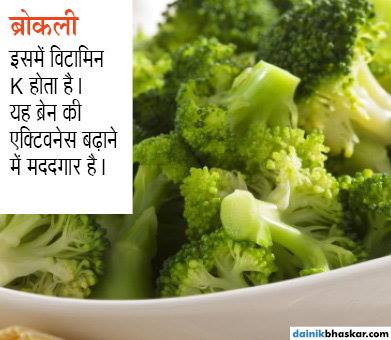 ब्रोकली
इसमें विटामिन
K होता है।
यह ब्रेन की
एक्टिवनेस बढ़ाने
में मददगार है।
dainikbhaskar.com